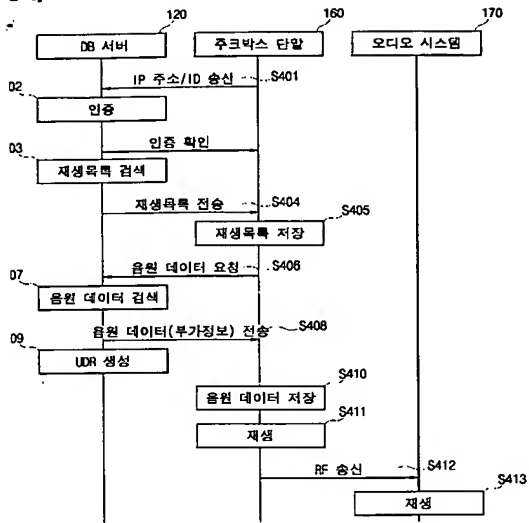 120 160 170
DB 서버 주크박스 단말 오디오 시스템
IP 주소/ID 송신 S401
02 인증
인증 확인
03 재생목록 검색
재생목록 전송 S404
S405
재생목록 저장
음원 데이터 요청 S406
07 음원 데이터 검색
음원 데이터(부가정보) 전송 S408
09 UDR 생성
S410
음원 데이터 저장
S411
재생
RF 송신 S412
S413
재생